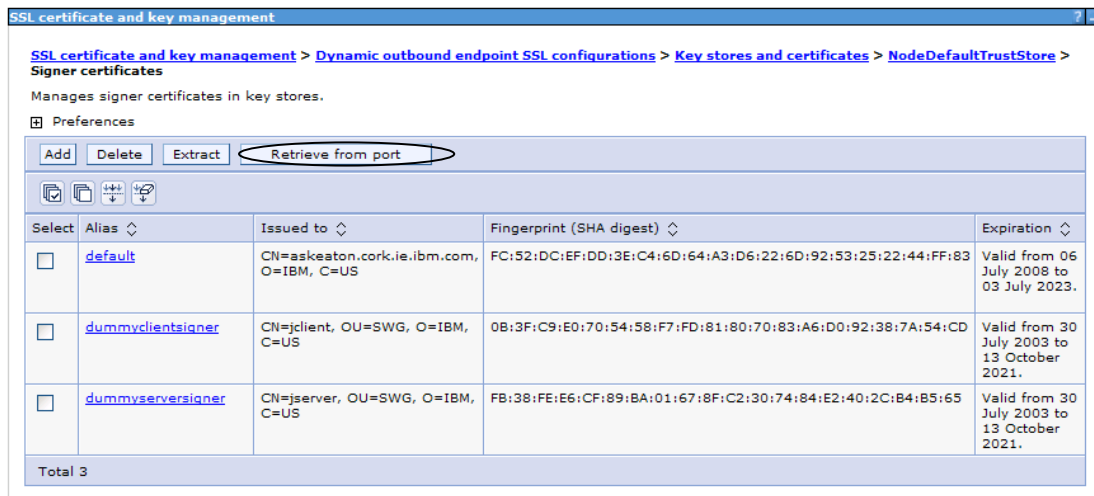 SSL certificate and key management ? -
SSL certificate and key management > Dynamic outbound endpoint SSL configurations > Key stores and certificates > NodeDefaultTrustStore >
Signer certificates
Manages signer certificates in key stores.
Preferences
Add Delete Extract Retrieve from port
Select Alias Issued to Fingerprint (SHA digest) Expiration
default CN=askeaton.cork.ie.ibm.com, FC:52:DC:EF:DD:3E:C4:6D:64:A3:D6:22:6D:92:53:25:22:44:FF:83 Valid from 06
O=IBM, C=US July 2008 to
03 July 2023.
dummyclientsigner CN=jclient, OU=SWG, O=IBM, 0B:3F:C9:E0:70:54:58:F7:FD:81:80:70:83:A6:D0:92:38:7A:54:CD Valid from 30
C=US July 2003 to
13 October
2021.
dummyserversigner CN=jserver, OU=SWG, O=IBM, FB:38:FE:E6:CF:89:BA:01:67:8F:C2:30:74:84:E2:40:2C:B4:B5:65 Valid from 30
C=US July 2003 to
13 October
2021.
Total 3